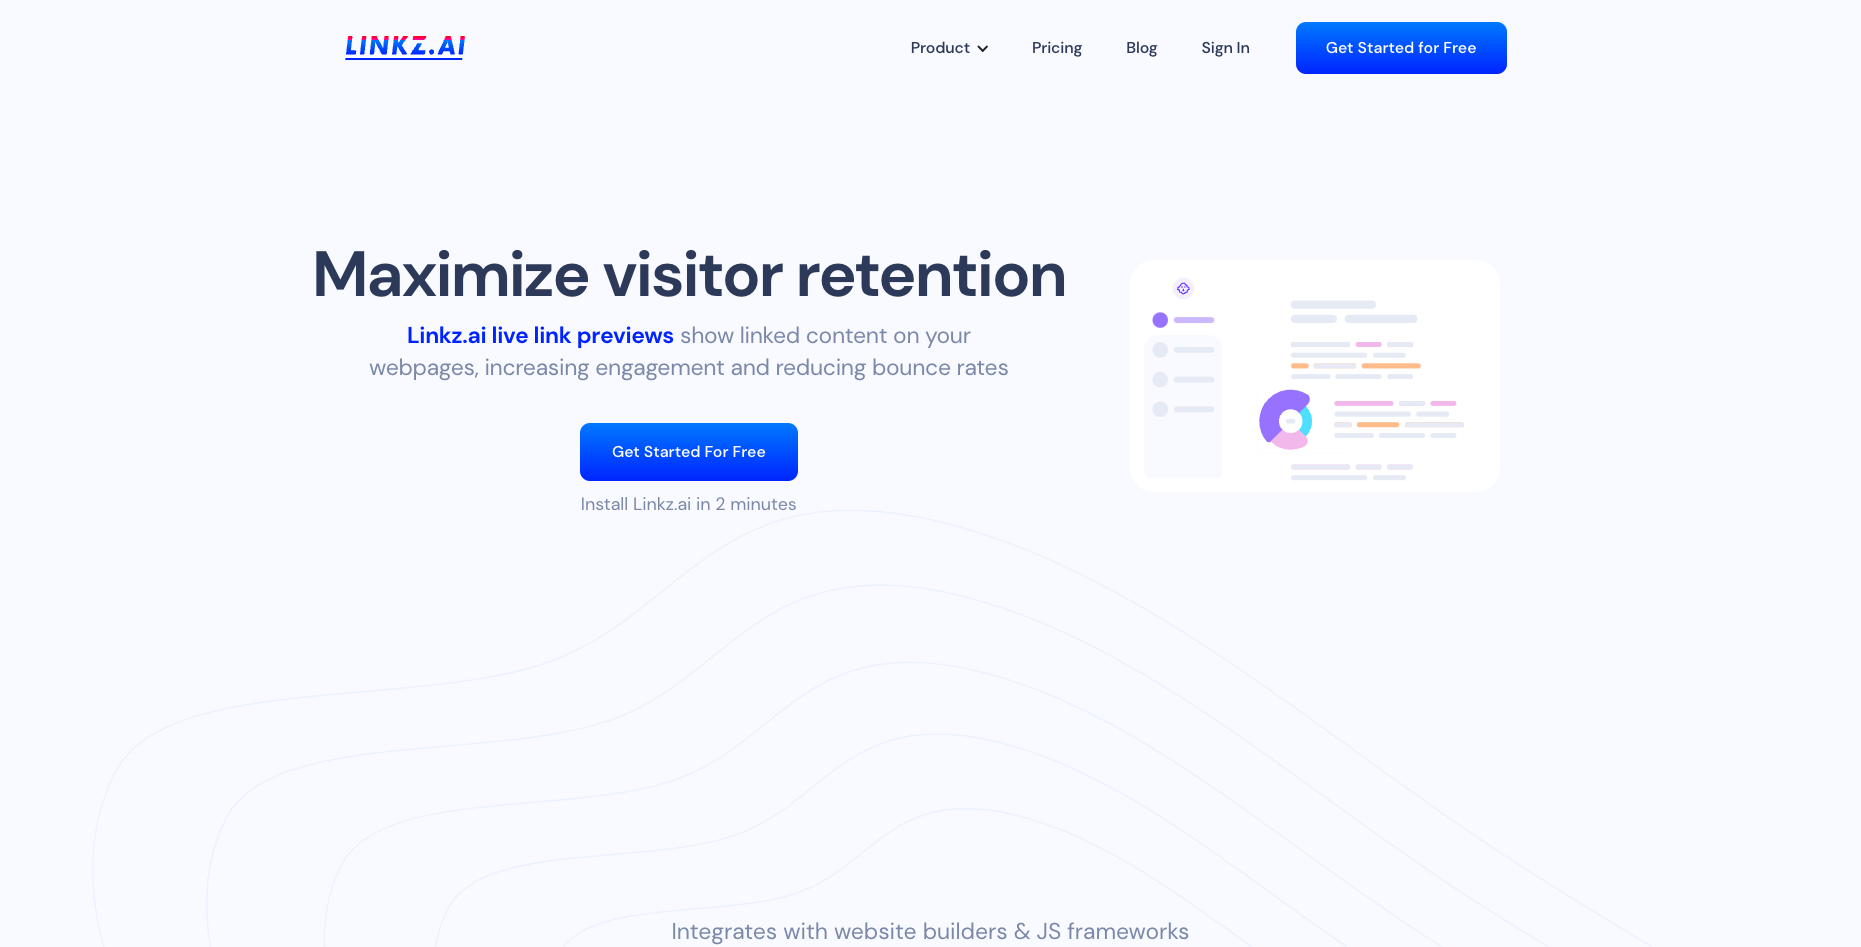 LINKZ.AI
Product
Pricing
Blog
Sign In
Get Started for Free
Maximize visitor retention
Linkz.ai live link previews show linked content on your
webpages, increasing engagement and reducing bounce rates
Get Started For Free
Install Linkz.ai in 2 minutes
Integrates with website builders & JS frameworks